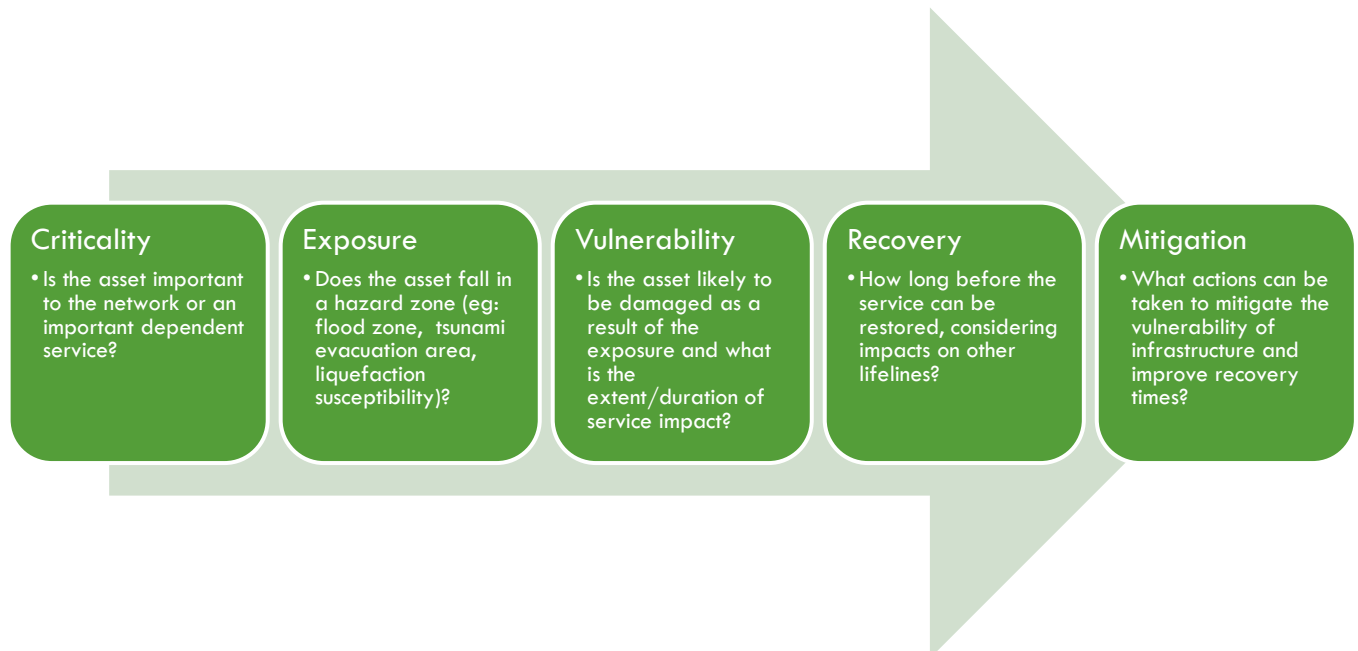 Criticality
• Is the asset important
to the network or an
important dependent
service?
Exposure
• Does the asset fall in
a hazard zone (eg:
flood zone, tsunami
evacuation area,
liquefaction
susceptibility)?
Vulnerability
• Is the asset likely to
be damaged as a
result of the
exposure and what
is the
extent/duration of
service impact?
Recovery
• How long before the
service can be
restored, considering
impacts on other
lifelines?
Mitigation
• What actions can be
taken to mitigate the
vulnerability of
infrastructure and
improve recovery
times?